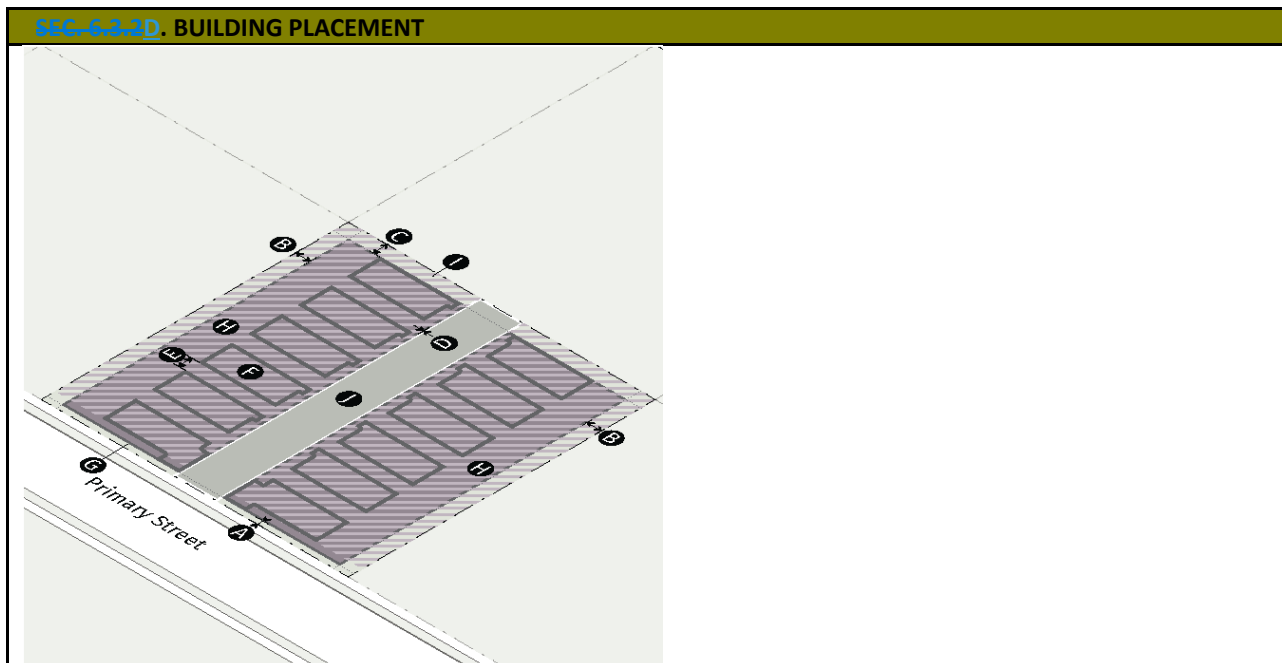 SEC. 6.3.2D. BUILDING PLACEMENT
B
C
I
H
D
E
F
J
B
G
H
A
Primary Street